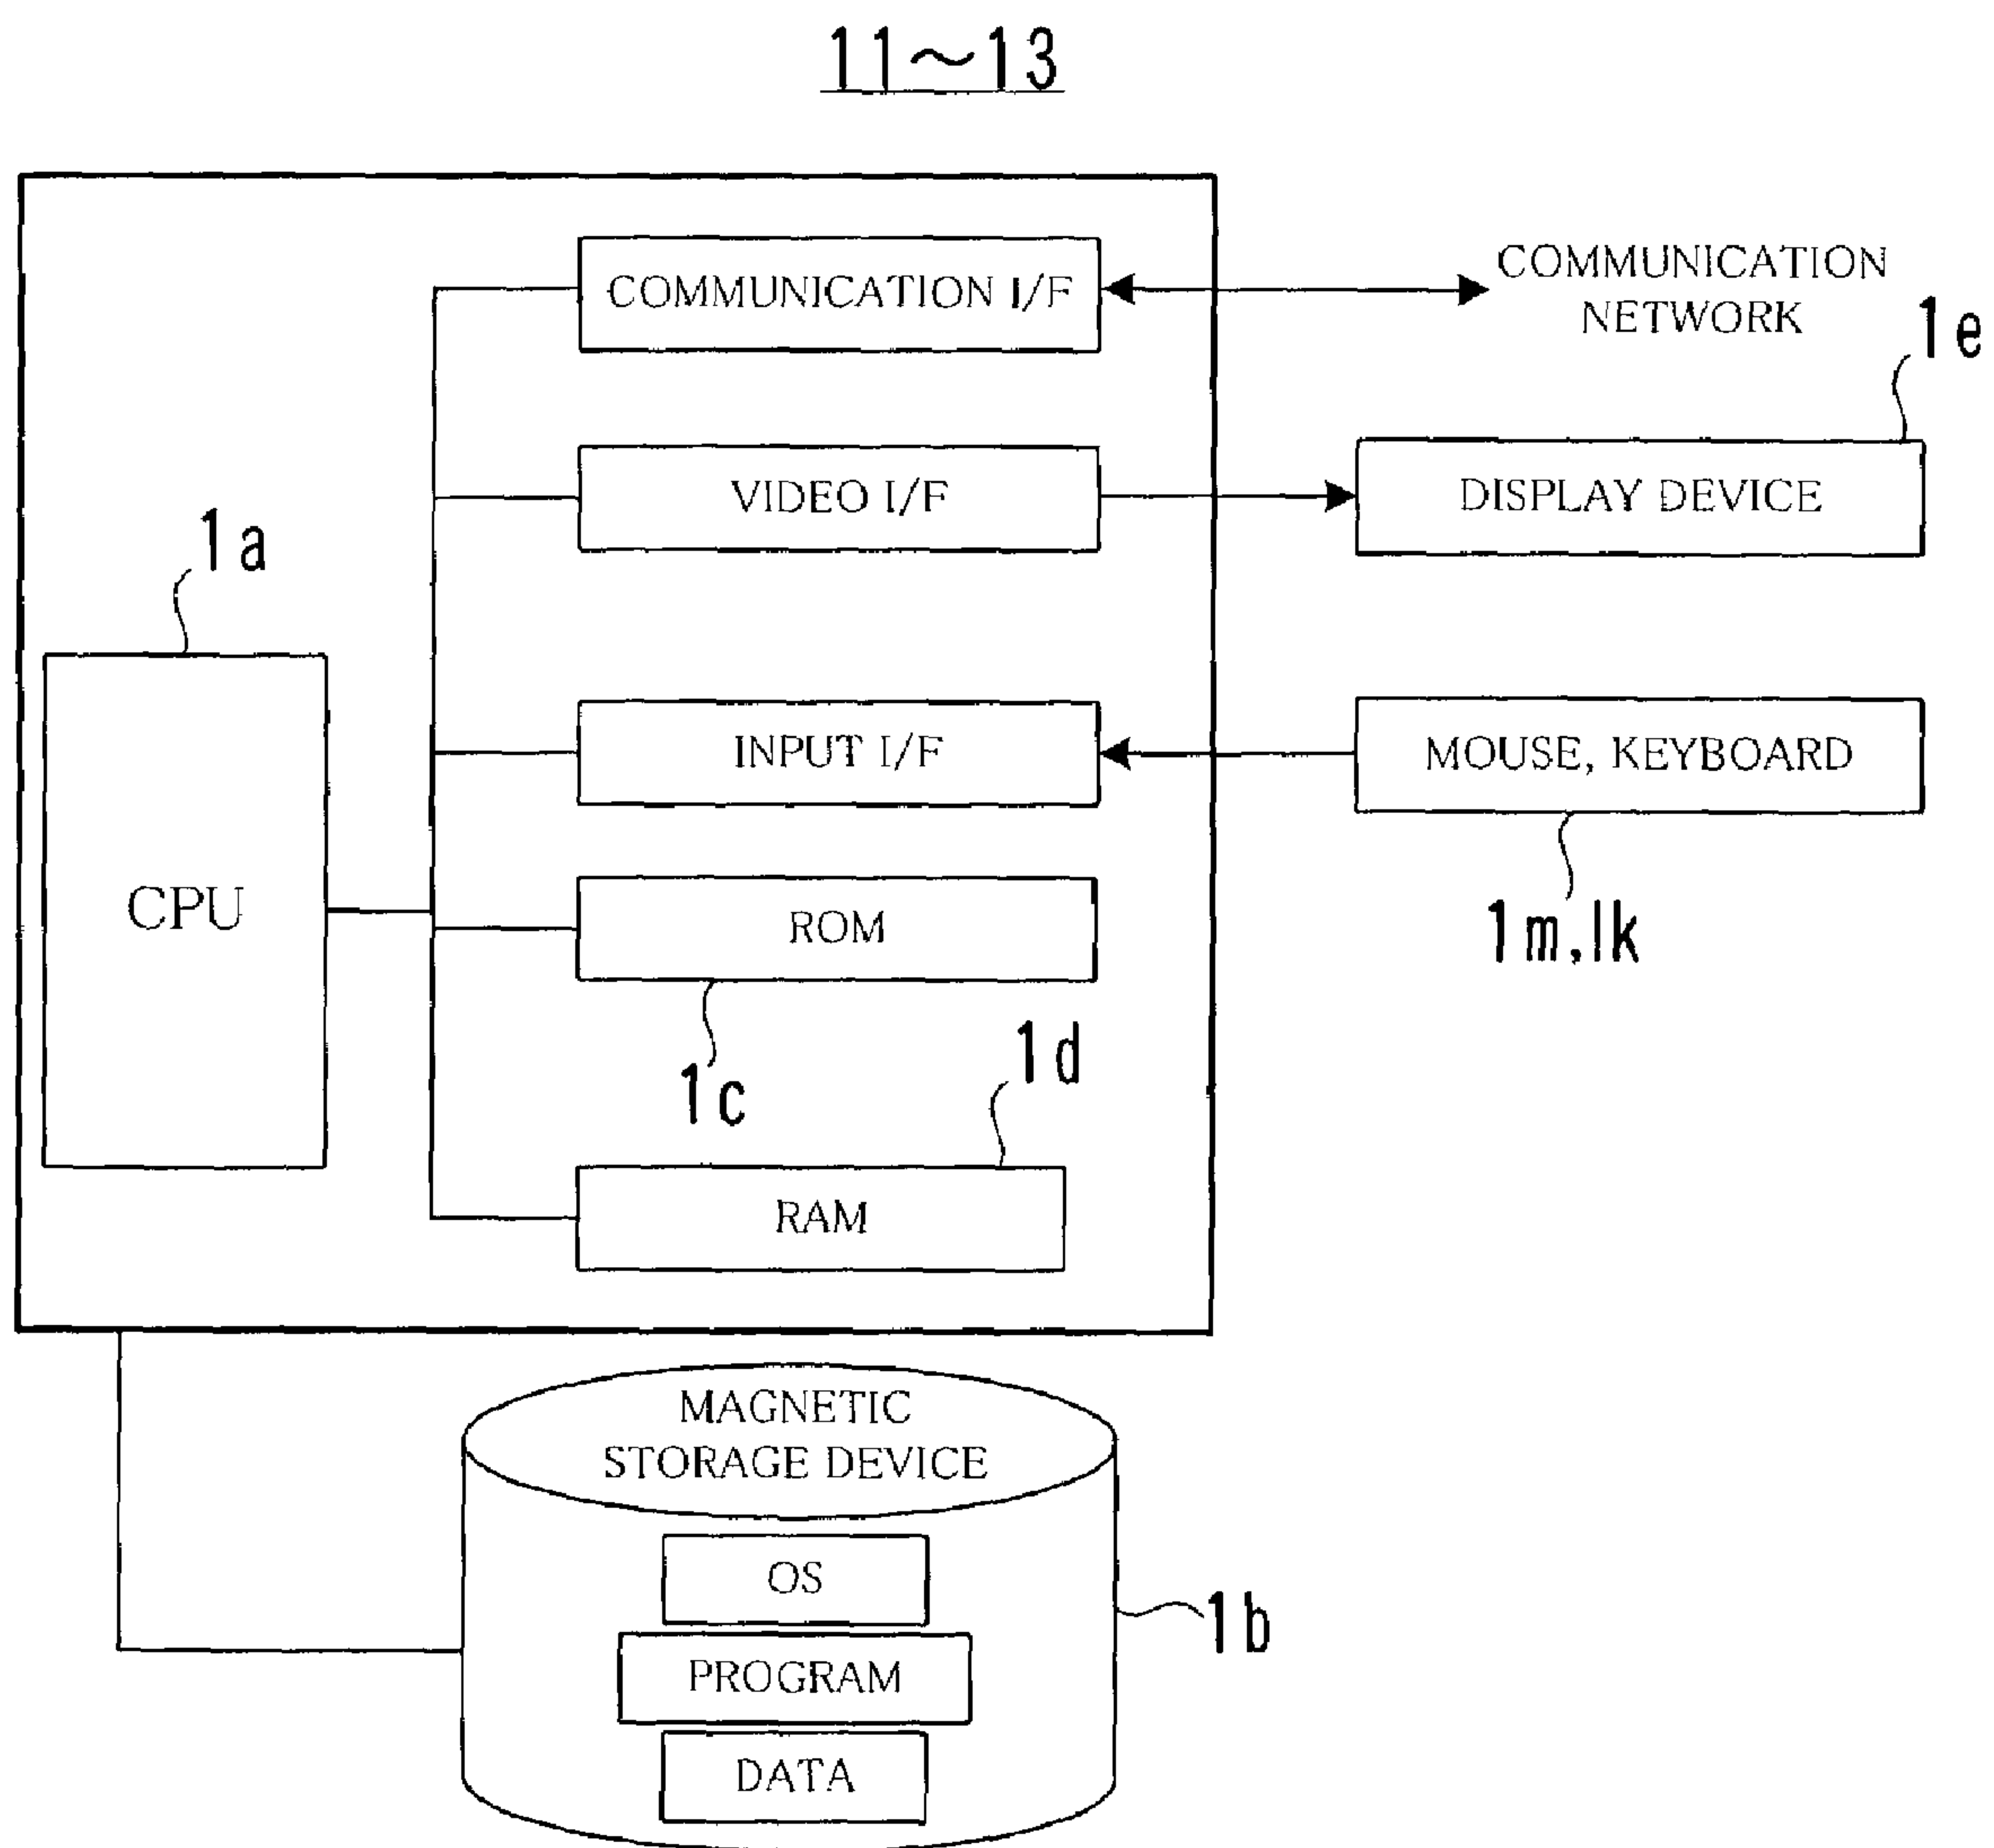 11～13
COMMUNICATION I/F
COMMUNICATION
NETWORK
1e
VIDEO I/F
DISPLAY DEVICE
1a
INPUT I/F
MOUSE, KEYBOARD
CPU
ROM
1m,1k
1c
1d
RAM
MAGNETIC
STORAGE DEVICE
OS
1b
PROGRAM
DATA